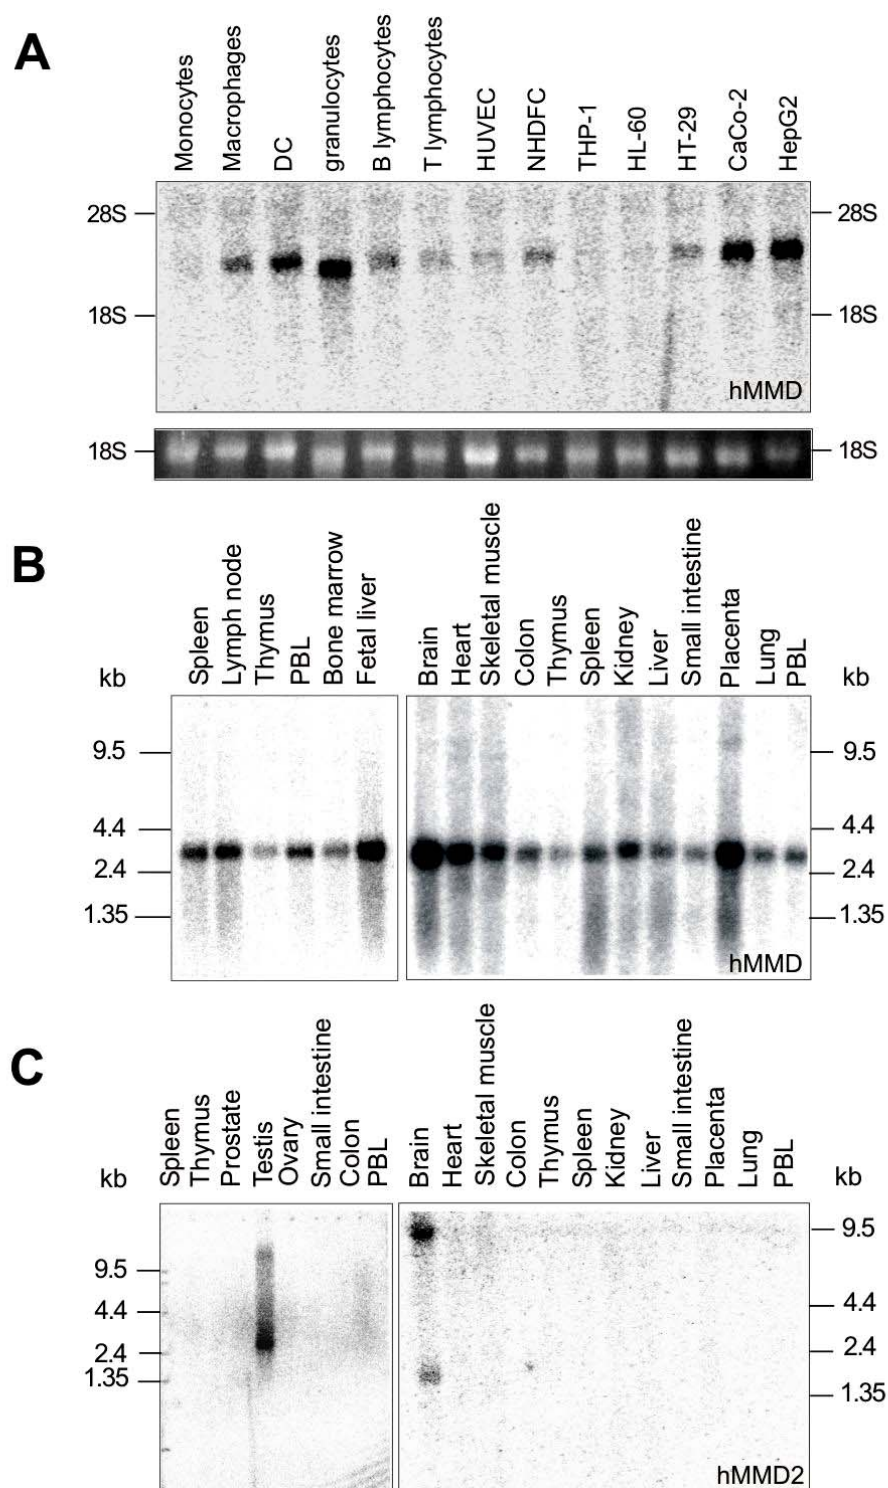 A
Monocytes
Macrophages
DC
granulocytes
B lymphocytes
T lymphocytes
HUVEC
NHDFC
THP-1
HL-60
HT-29
CaCo-2
HepG2
28S 28S
18S 18S
hMMD
18S 18S
B
Spleen
Lymph node
Thymus
PBL
Bone marrow
Fetal liver
Brain
Heart
Skeletal muscle
Colon
Thymus
Spleen
Kidney
Liver
Small intestine
Placenta
Lung
PBL
kb kb
9.5 9.5
4.4 4.4
2.4 2.4
1.35 1.35
hMMD
C
Spleen
Thymus
Prostate
Testis
Ovary
Small intestine
Colon
PBL
Brain
Heart
Skeletal muscle
Colon
Thymus
Spleen
Kidney
Liver
Small intestine
Placenta
Lung
PBL
kb kb
9.5 9.5
4.4 4.4
2.4 2.4
1.35 1.35
hMMD2